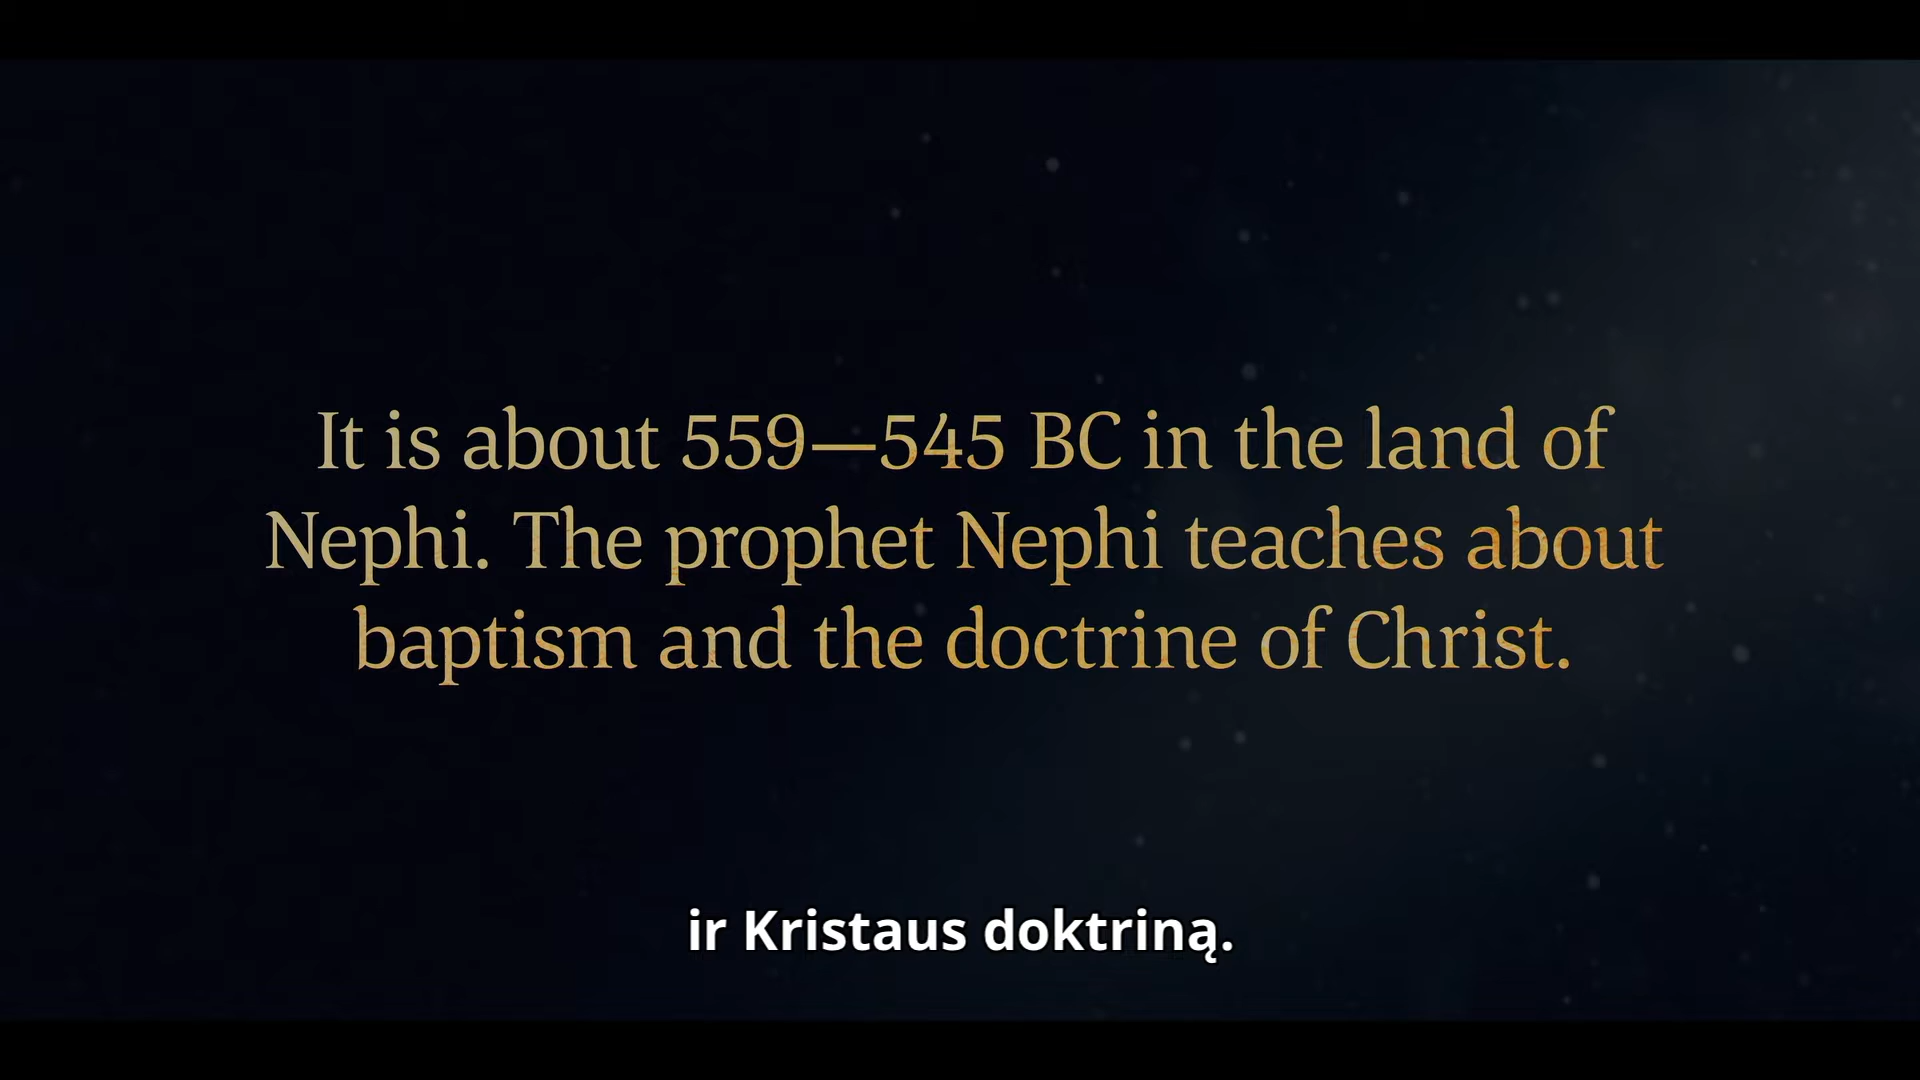 It is about 559—545 BC in the land of
Nephi. The prophet Nephi teaches about
baptism and the doctrine of Christ.
ir Kristaus doktriną.